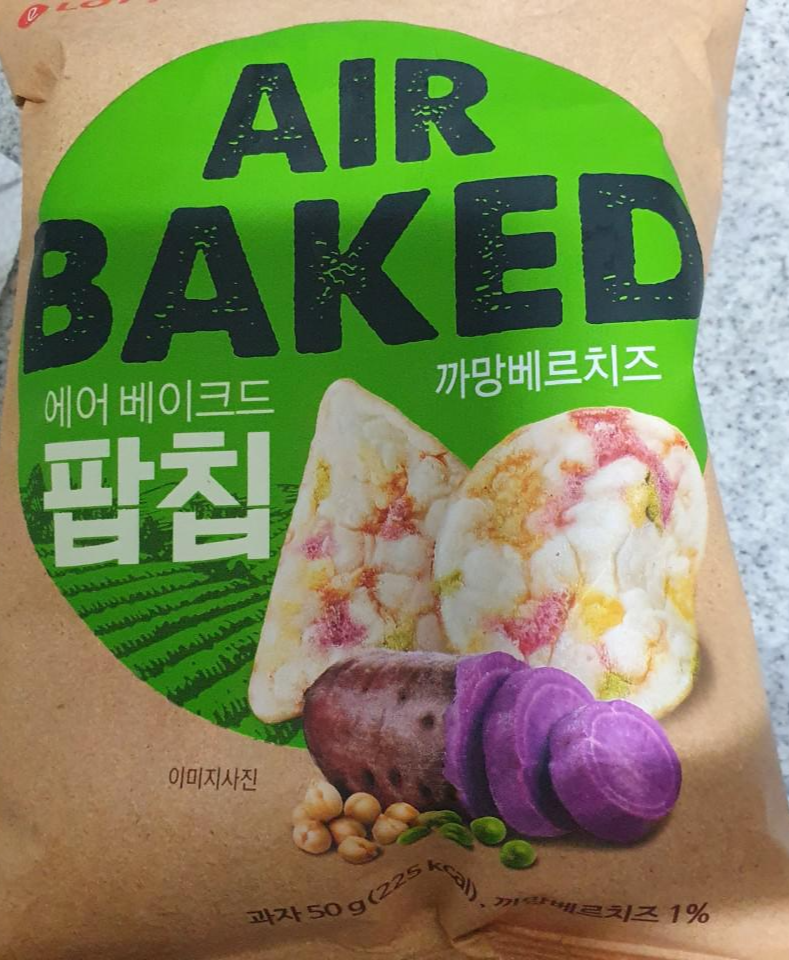 AIR
BAKED
까망베르치즈
에어 베이크드
팝칩
이미지사진
과자 50 g (225 kcal), 까망베르치즈 1%